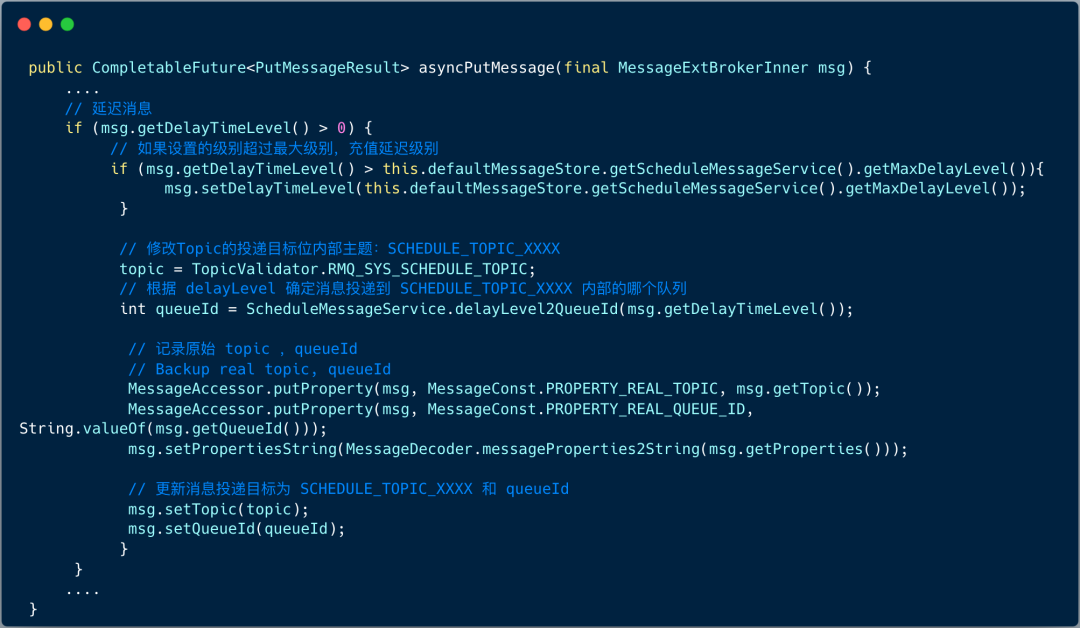 public CompletableFuture<PutMessageResult> asyncPutMessage(final MessageExtBrokerInner msg) {
....
// 延迟消息
if (msg.getDelayTimeLevel() > 0) {
// 如果设置的级别超过最大级别，充值延迟级别
if (msg.getDelayTimeLevel() > this.defaultMessageStore.getScheduleMessageService().getMaxDelayLevel()){
msg.setDelayTimeLevel(this.defaultMessageStore.getScheduleMessageService().getMaxDelayLevel());
}
// 修改Topic的投递目标位内部主题：SCHEDULE_TOPIC_XXXX
topic = TopicValidator.RMQ_SYS_SCHEDULE_TOPIC;
// 根据 delayLevel 确定消息投递到 SCHEDULE_TOPIC_XXXX 内部的哪个队列
int queueId = ScheduleMessageService.delayLevel2QueueId(msg.getDelayTimeLevel());
// 记录原始 topic , queueId
// Backup real topic, queueId
MessageAccessor.putProperty(msg, MessageConst.PROPERTY_REAL_TOPIC, msg.getTopic());
MessageAccessor.putProperty(msg, MessageConst.PROPERTY_REAL_QUEUE_ID,
String.valueOf(msg.getQueueId()));
msg.setPropertiesString(MessageDecoder.messageProperties2String(msg.getProperties()));
// 更新消息投递目标为 SCHEDULE_TOPIC_XXXX 和 queueId
msg.setTopic(topic);
msg.setQueueId(queueId);
}
}
....
}